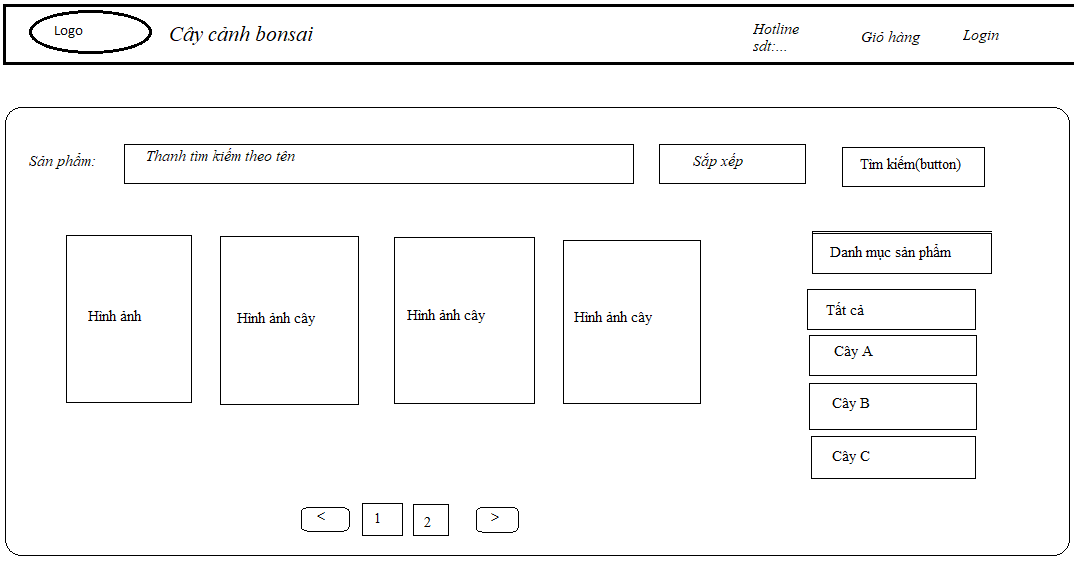 Logo
Cây cảnh bonsai
Hotline
sdt:...
Giỏ hàng
Login
Sản phẩm:
Thanh tìm kiếm theo tên
Sắp xếp
Tìm kiếm(button)
Hình ảnh
Hình ảnh cây
Hình ảnh cây
Hình ảnh cây
Danh mục sản phẩm
Tất cả
Cây A
Cây B
Cây C
<
1
2
>